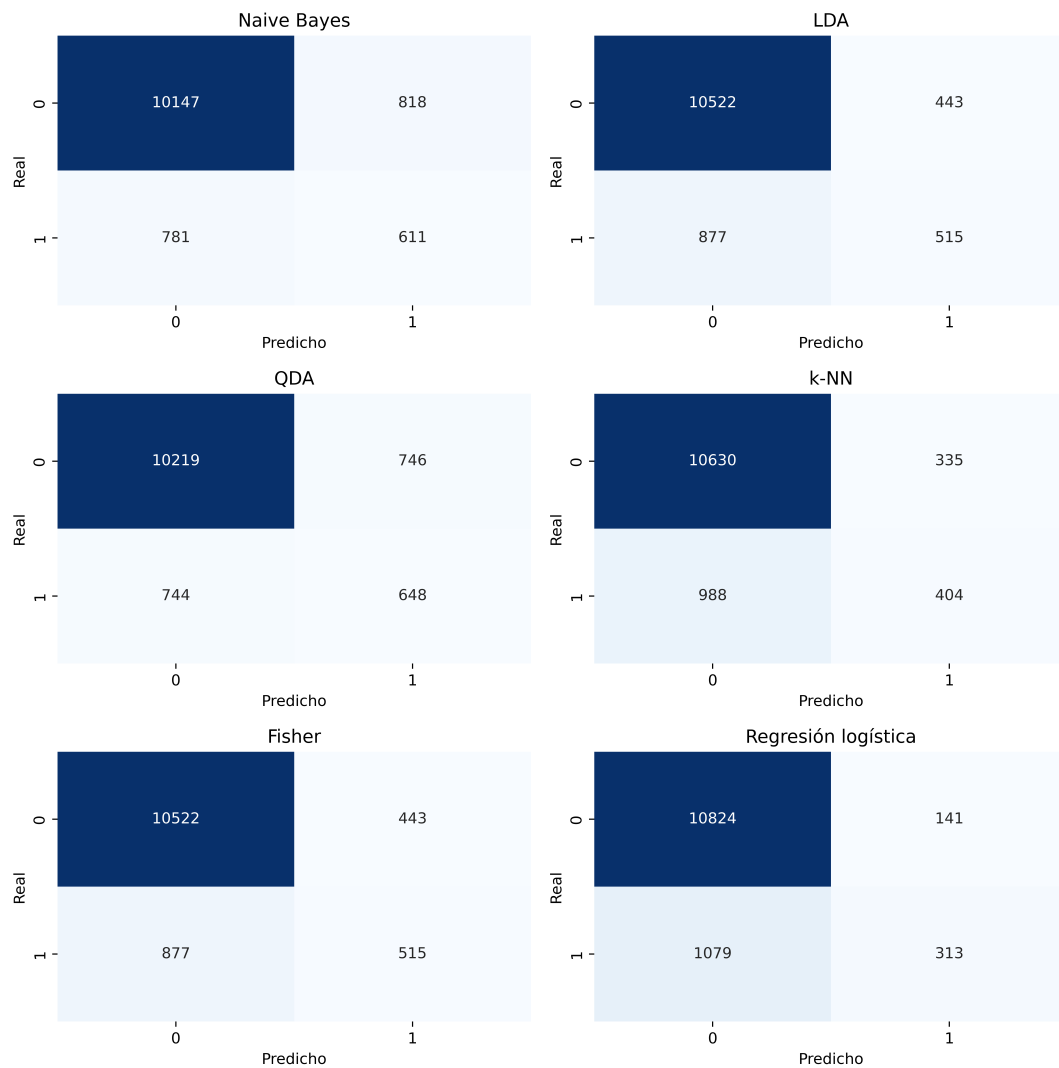 Naive Bayes
0
10147
818
Real
1
781
611
0
1
Predicho
LDA
0
10522
443
Real
1
877
515
0
1
Predicho
QDA
0
10219
746
Real
1
744
648
0
1
Predicho
k-NN
0
10630
335
Real
1
988
404
0
1
Predicho
Fisher
0
10522
443
Real
1
877
515
0
1
Predicho
Regresión logística
0
10824
141
Real
1
1079
313
0
1
Predicho